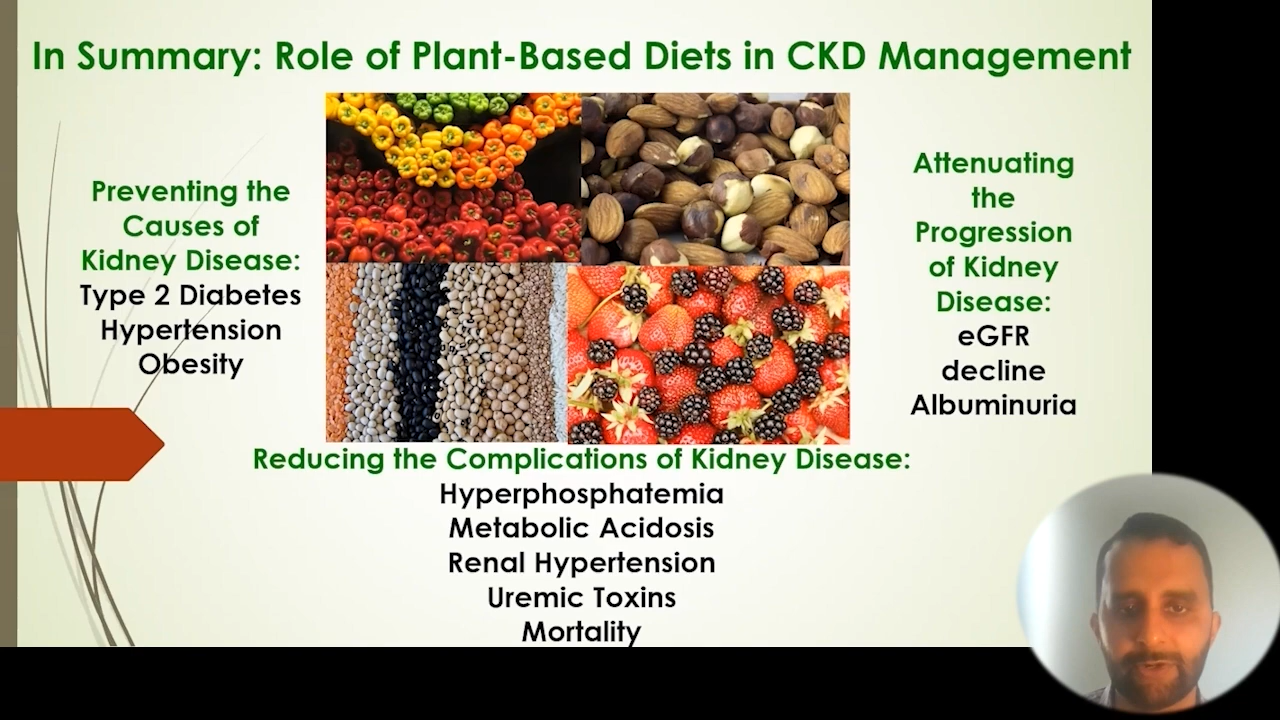 In Summary: Role of Plant-Based Diets in CKD Management
Preventing the
Causes of
Kidney Disease:
Type 2 Diabetes
Hypertension
Obesity
Attenuating
the
Progression
of Kidney
Disease:
eGFR
decline
Albuminuria
Reducing the Complications of Kidney Disease:
Hyperphosphatemia
Metabolic Acidosis
Renal Hypertension
Uremic Toxins
Mortality